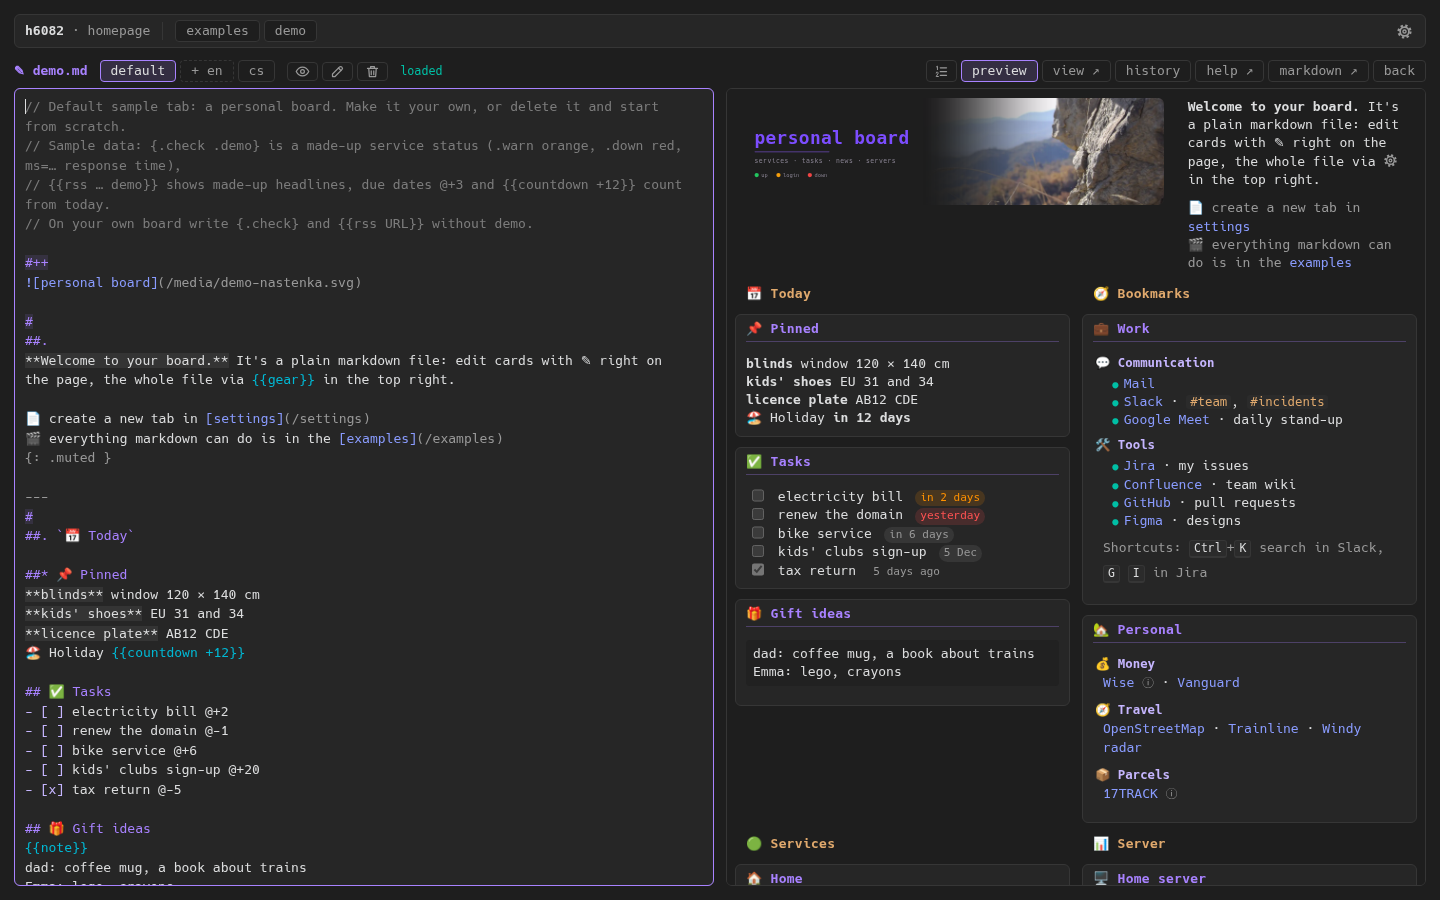 h6082 · homepage examples demo
✎ demo.md default + en cs loaded preview view ↗ history help ↗ markdown ↗ back
// Default sample tab: a personal board. Make it your own, or delete it and start
from scratch.
// Sample data: {.check .demo} is a made-up service status (.warn orange, .down red,
ms=… response time),
// {{rss … demo}} shows made-up headlines, due dates @+3 and {{countdown +12}} count
from today.
// On your own board write {.check} and {{rss URL}} without demo.
#++
![personal board](/media/demo-nastenka.svg)
#
##.
**Welcome to your board.** It's a plain markdown file: edit cards with ✎ right on
the page, the whole file via {{gear}} in the top right.
📄 create a new tab in [settings](/settings)
🎬 everything markdown can do is in the [examples](/examples)
{: .muted }
---
#
##. `📅 Today`
##* 📌 Pinned
**blinds** window 120 × 140 cm
**kids' shoes** EU 31 and 34
**licence plate** AB12 CDE
🏖️ Holiday {{countdown +12}}
## ✅ Tasks
- [ ] electricity bill @+2
- [ ] renew the domain @-1
- [ ] bike service @+6
- [ ] kids' clubs sign-up @+20
- [x] tax return @-5
## 🎁 Gift ideas
{{note}}
dad: coffee mug, a book about trains
Emma: lego, crayons
personal board
services · tasks · news · servers
up login down
Welcome to your board. It's
a plain markdown file: edit
cards with ✎ right on the
page, the whole file via ⚙
in the top right.
📄 create a new tab in
settings
🎬 everything markdown can
do is in the examples
📅 Today
📌 Pinned
blinds window 120 × 140 cm
kids' shoes EU 31 and 34
licence plate AB12 CDE
🏖️ Holiday in 12 days
✅ Tasks
electricity bill in 2 days
renew the domain yesterday
bike service in 6 days
kids' clubs sign-up 5 Dec
tax return 5 days ago
🎁 Gift ideas
dad: coffee mug, a book about trains
Emma: lego, crayons
🧭 Bookmarks
💼 Work
💬 Communication
Mail
Slack · #team, #incidents
Google Meet · daily stand-up
🛠️ Tools
Jira · my issues
Confluence · team wiki
GitHub · pull requests
Figma · designs
Shortcuts: Ctrl+K search in Slack,
G I in Jira
🏡 Personal
💰 Money
Wise ⓘ · Vanguard
🧭 Travel
OpenStreetMap · Trainline · Windy
radar
📦 Parcels
17TRACK ⓘ
🟢 Services
🏠 Home
📊 Server
🖥️ Home server